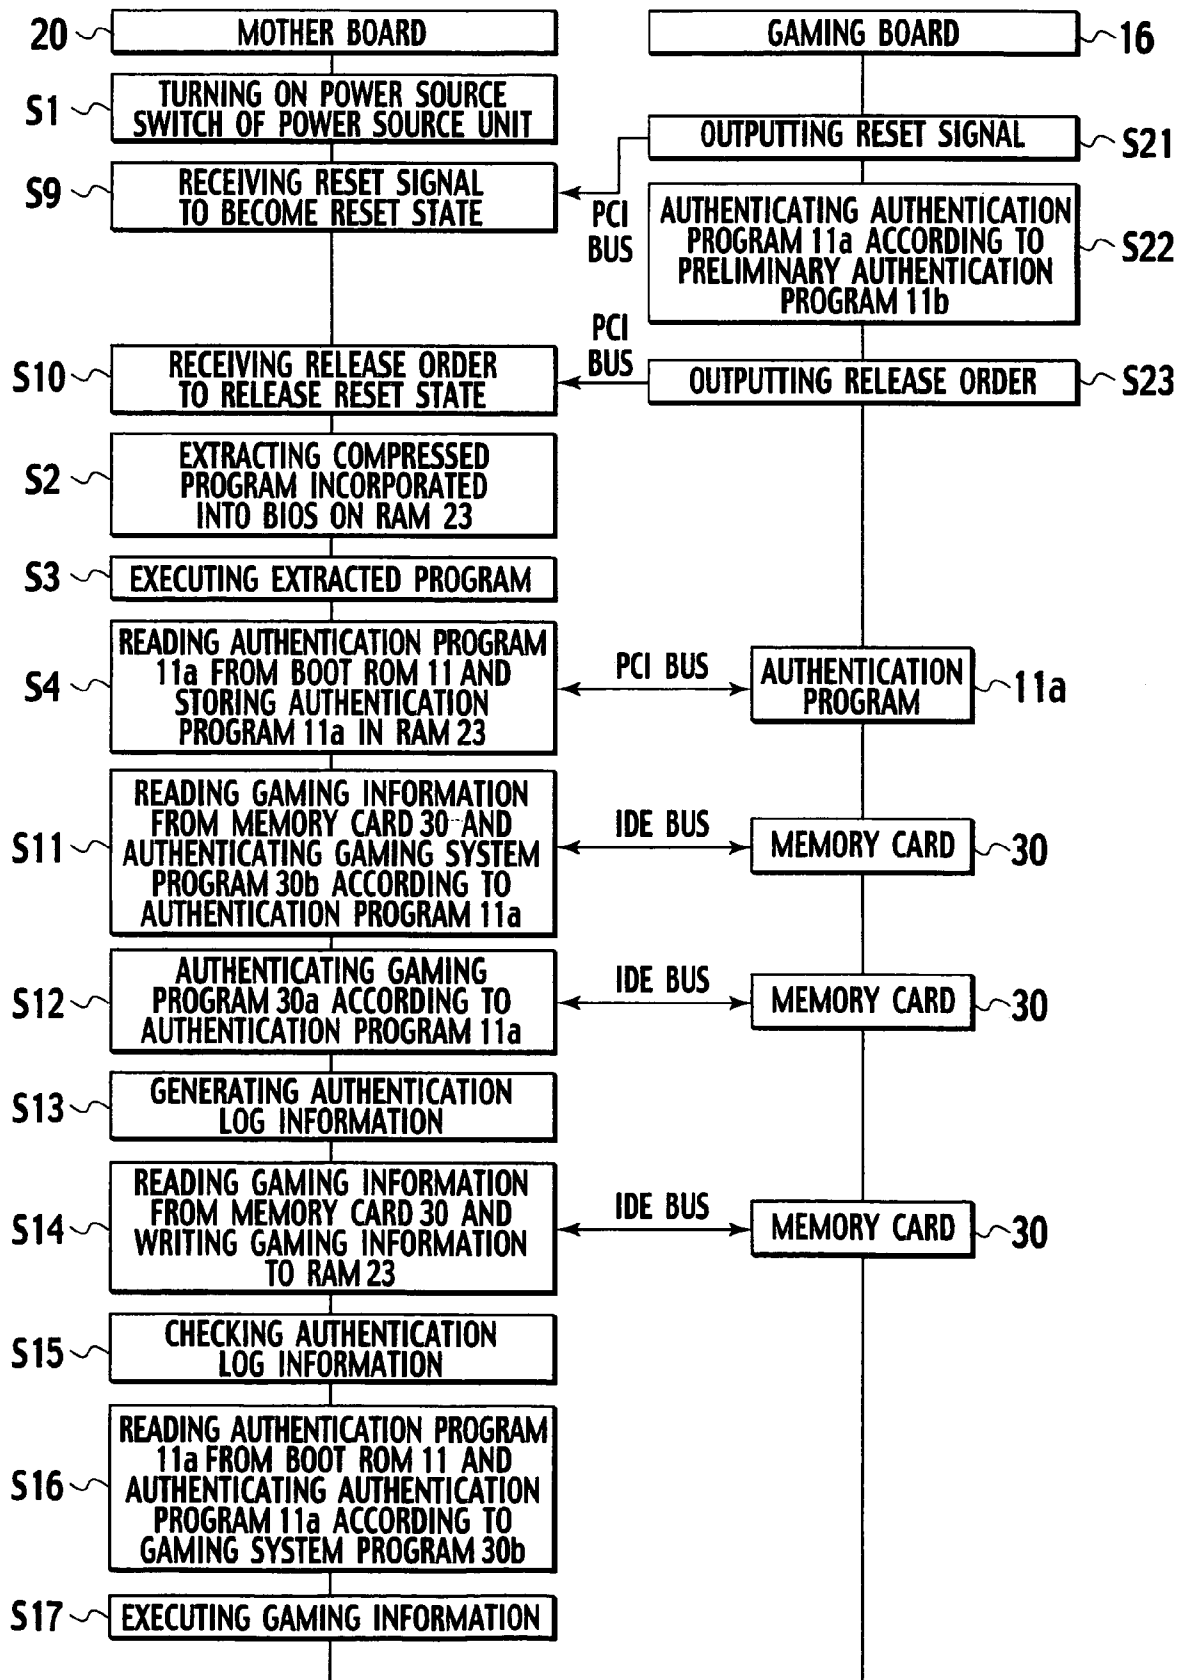 20
MOTHER BOARD
GAMING BOARD
16
S1
TURNING ON POWER SOURCE
SWITCH OF POWER SOURCE UNIT
OUTPUTTING RESET SIGNAL
S21
S9
RECEIVING RESET SIGNAL
TO BECOME RESET STATE
PCI
BUS
AUTHENTICATING AUTHENTICATION
PROGRAM 11a ACCORDING TO
PRELIMINARY AUTHENTICATION
PROGRAM 11b
S22
S10
RECEIVING RELEASE ORDER
TO RELEASE RESET STATE
PCI
BUS
OUTPUTTING RELEASE ORDER
S23
S2
EXTRACTING COMPRESSED
PROGRAM INCORPORATED
INTO BIOS ON RAM 23
S3
EXECUTING EXTRACTED PROGRAM
S4
READING AUTHENTICATION PROGRAM
11a FROM BOOT ROM 11 AND
STORING AUTHENTICATION
PROGRAM 11a IN RAM 23
PCI BUS
AUTHENTICATION
PROGRAM
11a
S11
READING GAMING INFORMATION
FROM MEMORY CARD 30 AND
AUTHENTICATING GAMING SYSTEM
PROGRAM 30b ACCORDING TO
AUTHENTICATION PROGRAM 11a
IDE BUS
MEMORY CARD
30
S12
AUTHENTICATING GAMING
PROGRAM 30a ACCORDING TO
AUTHENTICATION PROGRAM 11a
IDE BUS
MEMORY CARD
30
S13
GENERATING AUTHENTICATION
LOG INFORMATION
S14
READING GAMING INFORMATION
FROM MEMORY CARD 30 AND
WRITING GAMING INFORMATION
TO RAM 23
IDE BUS
MEMORY CARD
30
S15
CHECKING AUTHENTICATION
LOG INFORMATION
S16
READING AUTHENTICATION PROGRAM
11a FROM BOOT ROM 11 AND
AUTHENTICATING AUTHENTICATION
PROGRAM 11a ACCORDING TO
GAMING SYSTEM PROGRAM 30b
S17
EXECUTING GAMING INFORMATION